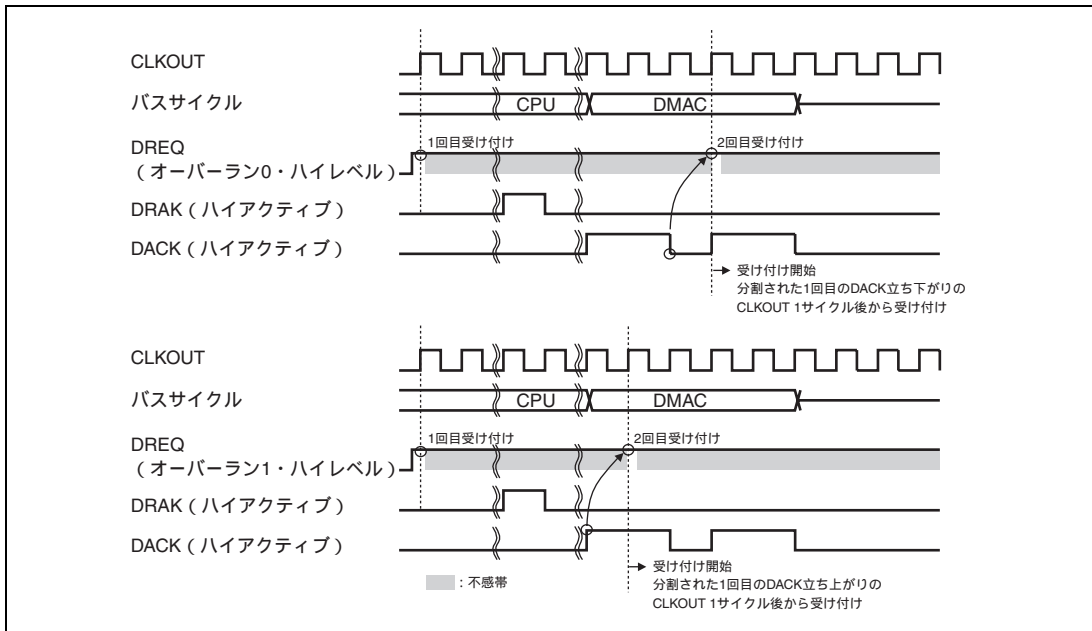 CLKOUT
バスサイクル
CPU
DMAC
DREQ
(オーバーラン0・ハイレベル)
1回目受け付け
2回目受け付け
DRAK(ハイアクティブ)
DACK(ハイアクティブ)
受け付け開始
分割された1回目のDACK立ち下がりの
CLKOUT 1サイクル後から受け付け
CLKOUT
バスサイクル
CPU
DMAC
DREQ
(オーバーラン1・ハイレベル)
1回目受け付け
2回目受け付け
DRAK(ハイアクティブ)
DACK(ハイアクティブ)
:不感帯
受け付け開始
分割された1回目のDACK立ち上がりの
CLKOUT 1サイクル後から受け付け